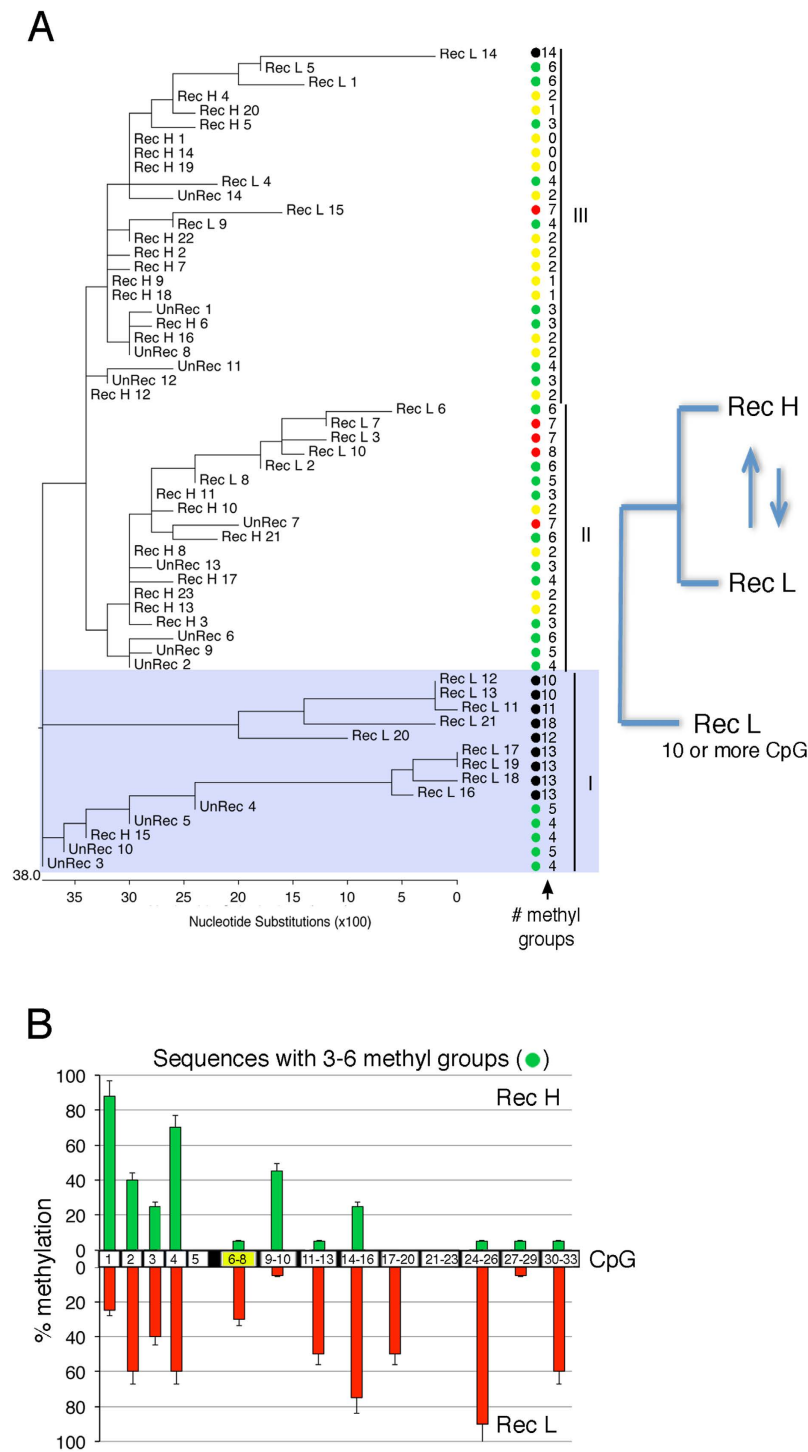 A
Rec L 14 14
Rec L 5 6
Rec L 1 6
Rec H 4 2
Rec H 20 1
Rec H 5 3
Rec H 1 0
Rec H 14 0
Rec H 19 0
Rec L 4 4
UnRec 14 2
Rec L 15 7
Rec L 9 4
Rec H 22 2
Rec H 2 2
Rec H 7 2
Rec H 9 1
Rec H 18 1
UnRec 1 3
Rec H 6 3
Rec H 16 2
UnRec 8 2
UnRec 11 4
UnRec 12 3
Rec H 12 2
III
Rec L 6 6
Rec L 7 7
Rec L 3 7
Rec L 10 8
Rec L 2 6
Rec L 8 5
Rec H 11 3
Rec H 10 2
UnRec 7 7
Rec H 21 6
Rec H 8 2
UnRec 13 3
Rec H 17 4
Rec H 23 2
Rec H 13 2
Rec H 3 3
UnRec 6 6
UnRec 9 5
UnRec 2 4
II
Rec L 12 10
Rec L 13 10
Rec L 11 11
Rec L 21 18
Rec L 20 12
Rec L 17 13
Rec L 19 13
Rec L 18 13
Rec L 16 13
UnRec 4 5
UnRec 5 4
Rec H 15 4
UnRec 10 5
UnRec 3 4
I
38.0
35 30 25 20 15 10 5 0
Nucleotide Substitutions (x100)
# methyl
groups
Rec H
Rec L
Rec L
10 or more CpG
B
Sequences with 3-6 methyl groups ( )
100
80
60
40
20
0
Rec H
1 2 3 4 5 6-8 9-10 11-13 14-16 17-20 21-23 24-26 27-29 30-33 CpG
0
20
40
60
80
100
Rec L
% methylation